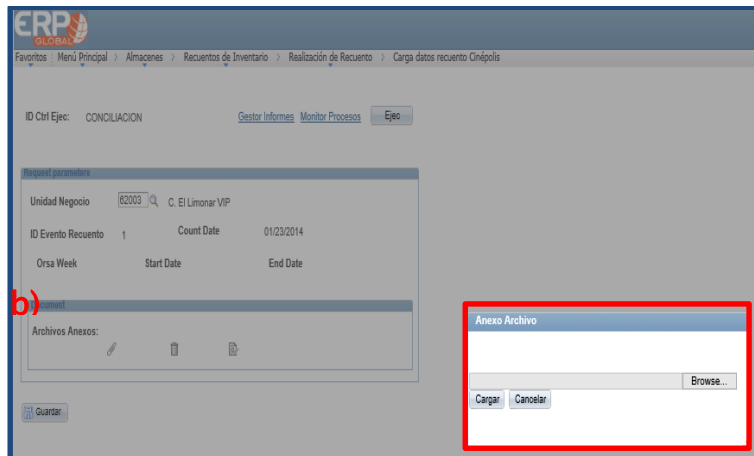 ERP
GLOBAL
Favoritos Menú Principal > Almacenes > Recuentos de Inventario > Realización de Recuento > Carga datos recuento Cinépolis
ID Ctrl Ejec: CONCILIACION Gestor Informes Monitor Procesos Ejec
Request parameters
Unidad Negocio 62003 C. El Limonar VIP
ID Evento Recuento 1 Count Date 01/23/2014
Orsa Week Start Date End Date
b)
Document
Archivos Anexos:
Guardar
Anexo Archivo
Browse...
Cargar Cancelar